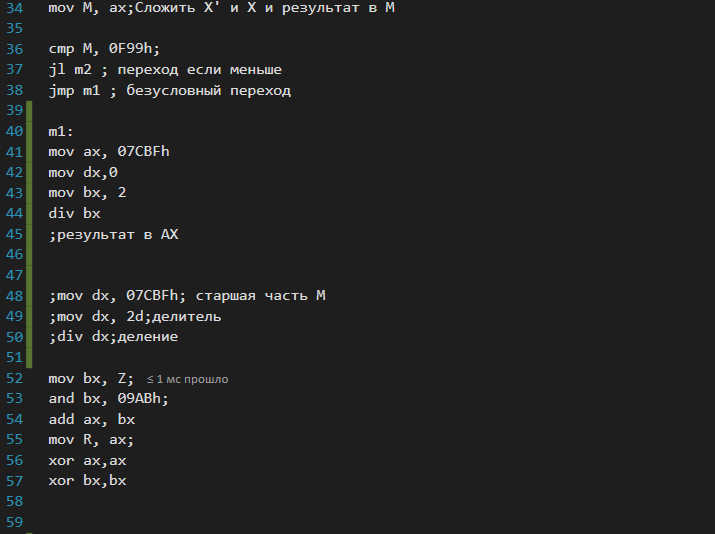 34 mov M, ax;Сложить X' и X и результат в M
35
36 cmp M, 0F99h;
37 jl m2 ; переход если меньше
38 jmp m1 ; безусловный переход
39
40 m1:
41 mov ax, 07CBFh
42 mov dx,0
43 mov bx, 2
44 div bx
45 ;результат в AX
46
47
48 ;mov dx, 07CBFh; старшая часть M
49 ;mov dx, 2d;делитель
50 ;div dx;деление
51
52 mov bx, Z; ≤ 1 мс прошло
53 and bx, 09ABh;
54 add ax, bx
55 mov R, ax;
56 xor ax,ax
57 xor bx,bx
58
59